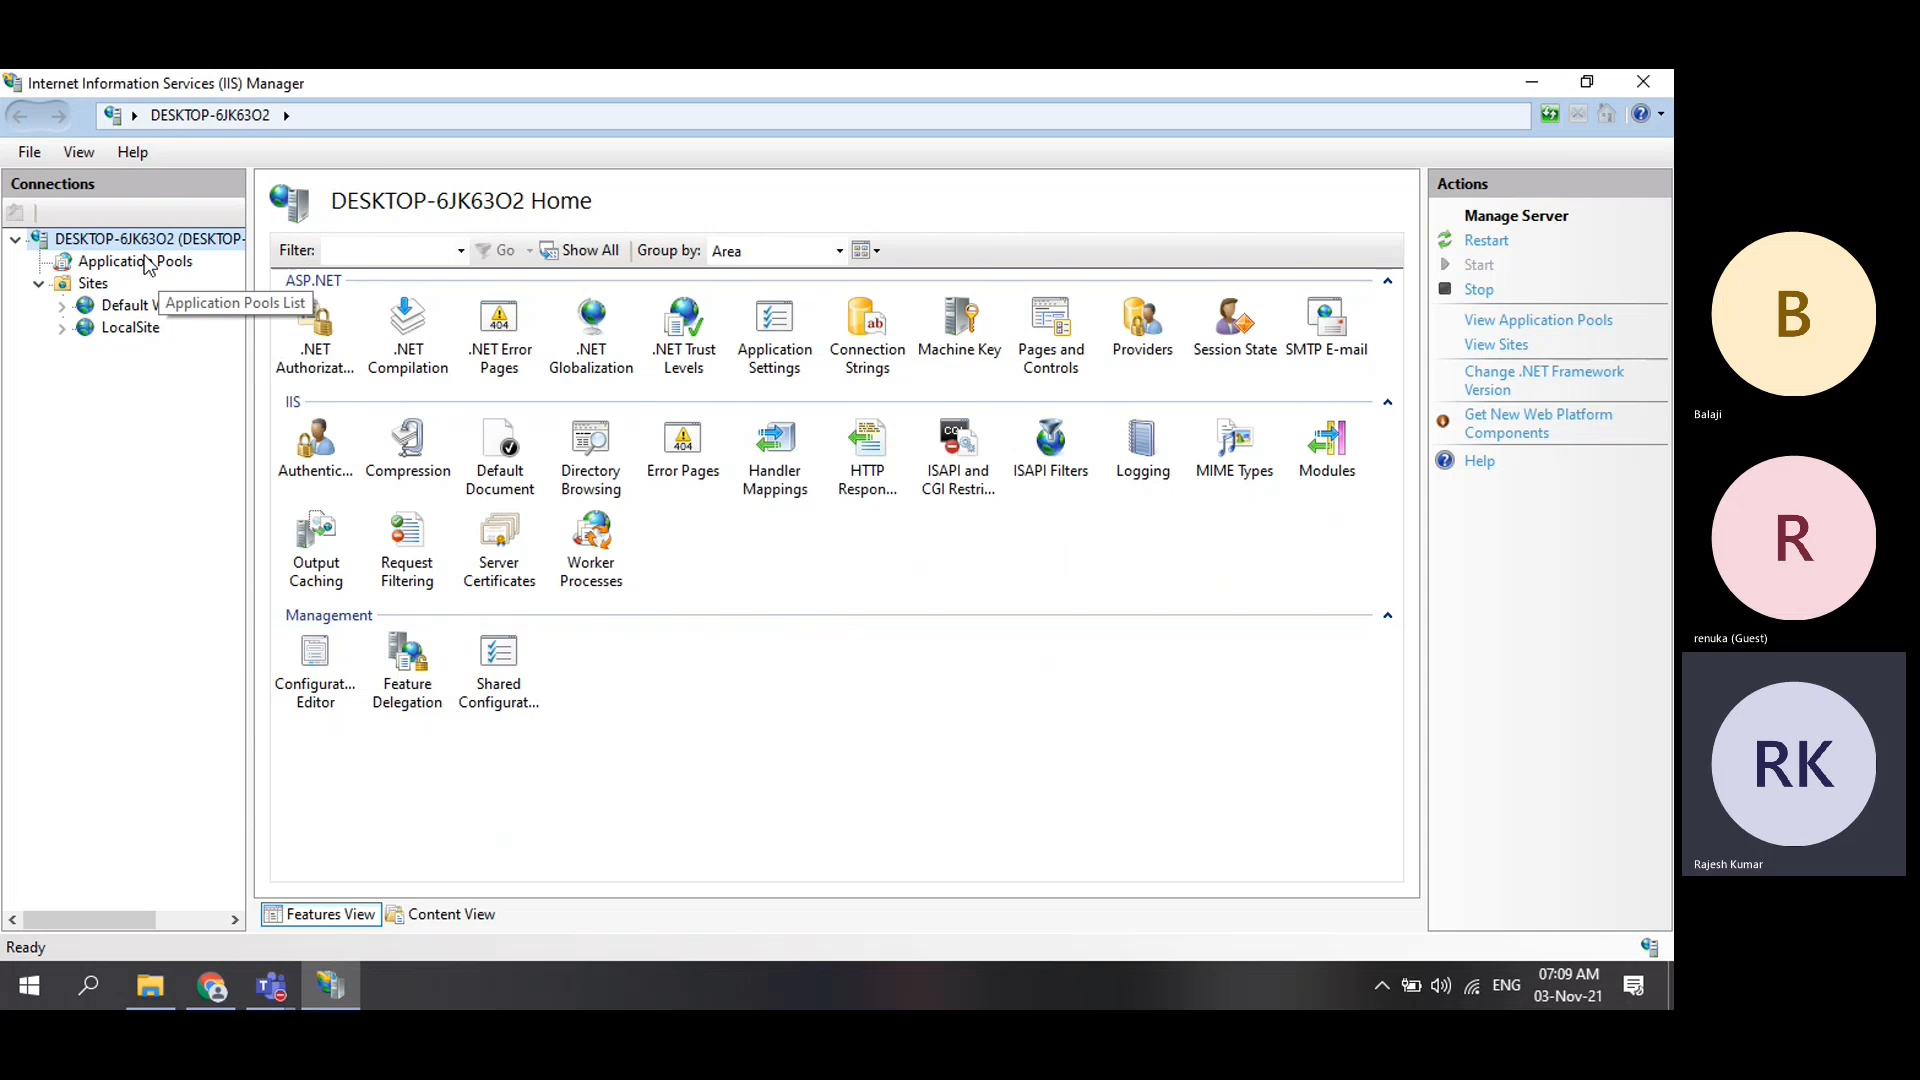 Internet Information Services (IIS) Manager
DESKTOP-6JK63O2
File View Help
Connections
DESKTOP-6JK63O2 (DESKTOP-
Application Pools
Sites
Default W
Application Pools List
LocalSite
DESKTOP-6JK63O2 Home
Filter: Go Show All Group by: Area
ASP.NET
.NET Authorizat...
.NET Compilation
.NET Error Pages
.NET Globalization
.NET Trust Levels
Application Settings
Connection Strings
Machine Key
Pages and Controls
Providers
Session State
SMTP E-mail
IIS
Authentic...
Compression
Default Document
Directory Browsing
Error Pages
Handler Mappings
HTTP Respon...
ISAPI and CGI Restri...
ISAPI Filters
Logging
MIME Types
Modules
Output Caching
Request Filtering
Server Certificates
Worker Processes
Management
Configurat... Editor
Feature Delegation
Shared Configurat...
Features View
Content View
Actions
Manage Server
Restart
Start
Stop
View Application Pools
View Sites
Change .NET Framework
Version
Get New Web Platform
Components
Help
Ready
ENG
07:09 AM
03-Nov-21
B
Balaji
R
renuka (Guest)
RK
Rajesh Kumar